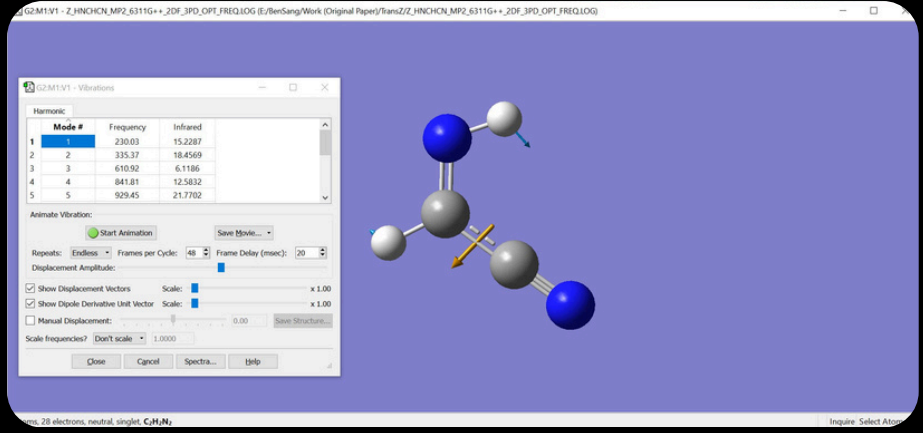 G2:M1:V1 - Z_HNCHCN_MP2_6311G++_2DF_3PD_OPT_FREQ.LOG (E:/BenSang/Work (Original Paper)/TransZ/Z_HNCHCN_MP2_6311G++_2DF_3PD_OPT_FREQ.LOG)
G2:M1:V1 - Vibrations
Harmonic
Mode # Frequency Infrared
1 1 230.03 15.2287
2 2 335.37 18.4569
3 3 610.92 6.1186
4 4 841.81 12.5832
5 5 929.45 21.7702
Animate Vibration:
Start Animation Save Movie...
Repeats: Endless Frames per Cycle: 48 Frame Delay (msec): 20
Displacement Amplitude:
Show Displacement Vectors Scale: x 1.00
Show Dipole Derivative Unit Vector Scale: x 1.00
Manual Displacement: 0.00 Save Structure...
Scale frequencies? Don't scale 1.0000
Close Cancel Spectra... Help
28 electrons, neutral, singlet, C₂H₂N₂ Inquire Select Atom